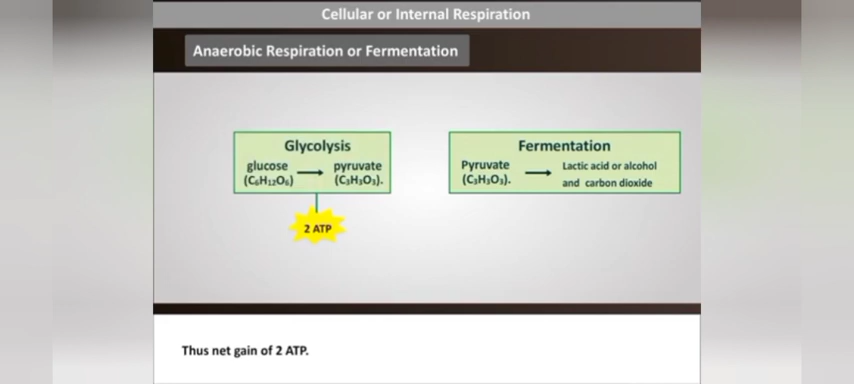 Cellular or Internal Respiration
Anaerobic Respiration or Fermentation
Glycolysis
glucose → pyruvate
(C₆H₁₂O₆) (C₃H₃O₃).
2 ATP
Fermentation
Pyruvate → Lactic acid or alcohol
(C₃H₃O₃). and carbon dioxide
Thus net gain of 2 ATP.